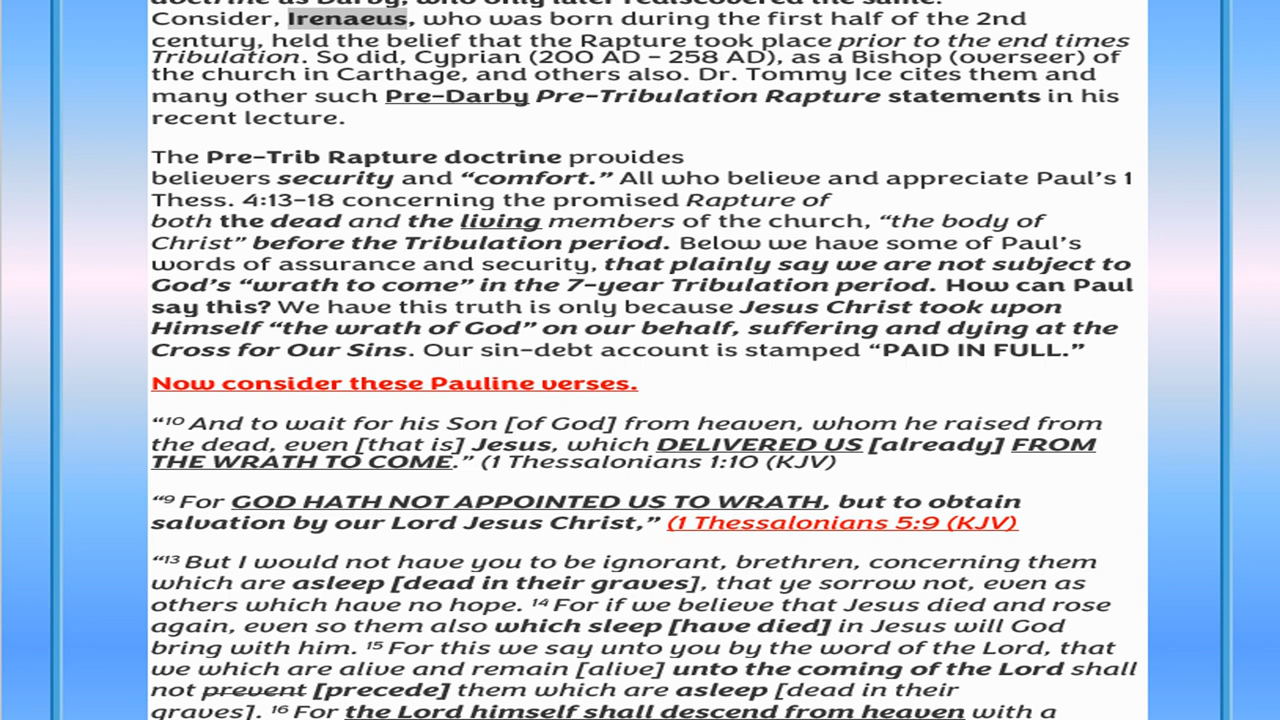 doctrine as Darby, who only later rediscovered the same.
Consider, Irenaeus, who was born during the first half of the 2nd
century, held the belief that the Rapture took place prior to the end times
Tribulation. So did, Cyprian (200 AD – 258 AD), as a Bishop (overseer) of
the church in Carthage, and others also. Dr. Tommy Ice cites them and
many other such Pre-Darby Pre-Tribulation Rapture statements in his
recent lecture.
The Pre-Trib Rapture doctrine provides
believers security and “comfort.” All who believe and appreciate Paul’s 1
Thess. 4:13-18 concerning the promised Rapture of
both the dead and the living members of the church, “the body of
Christ” before the Tribulation period. Below we have some of Paul’s
words of assurance and security, that plainly say we are not subject to
God’s “wrath to come” in the 7-year Tribulation period. How can Paul
say this? We have this truth is only because Jesus Christ took upon
Himself “the wrath of God” on our behalf, suffering and dying at the
Cross for Our Sins. Our sin-debt account is stamped “PAID IN FULL.”
Now consider these Pauline verses.
“¹⁰ And to wait for his Son [of God] from heaven, whom he raised from
the dead, even [that is] Jesus, which DELIVERED US [already] FROM
THE WRATH TO COME.” (1 Thessalonians 1:10 (KJV)
“⁹ For GOD HATH NOT APPOINTED US TO WRATH, but to obtain
salvation by our Lord Jesus Christ,” (1 Thessalonians 5:9 (KJV)
“¹³ But I would not have you to be ignorant, brethren, concerning them
which are asleep [dead in their graves], that ye sorrow not, even as
others which have no hope. ¹⁴ For if we believe that Jesus died and rose
again, even so them also which sleep [have died] in Jesus will God
bring with him. ¹⁵ For this we say unto you by the word of the Lord, that
we which are alive and remain [alive] unto the coming of the Lord shall
not prevent [precede] them which are asleep [dead in their
graves]. ¹⁶ For the Lord himself shall descend from heaven with a